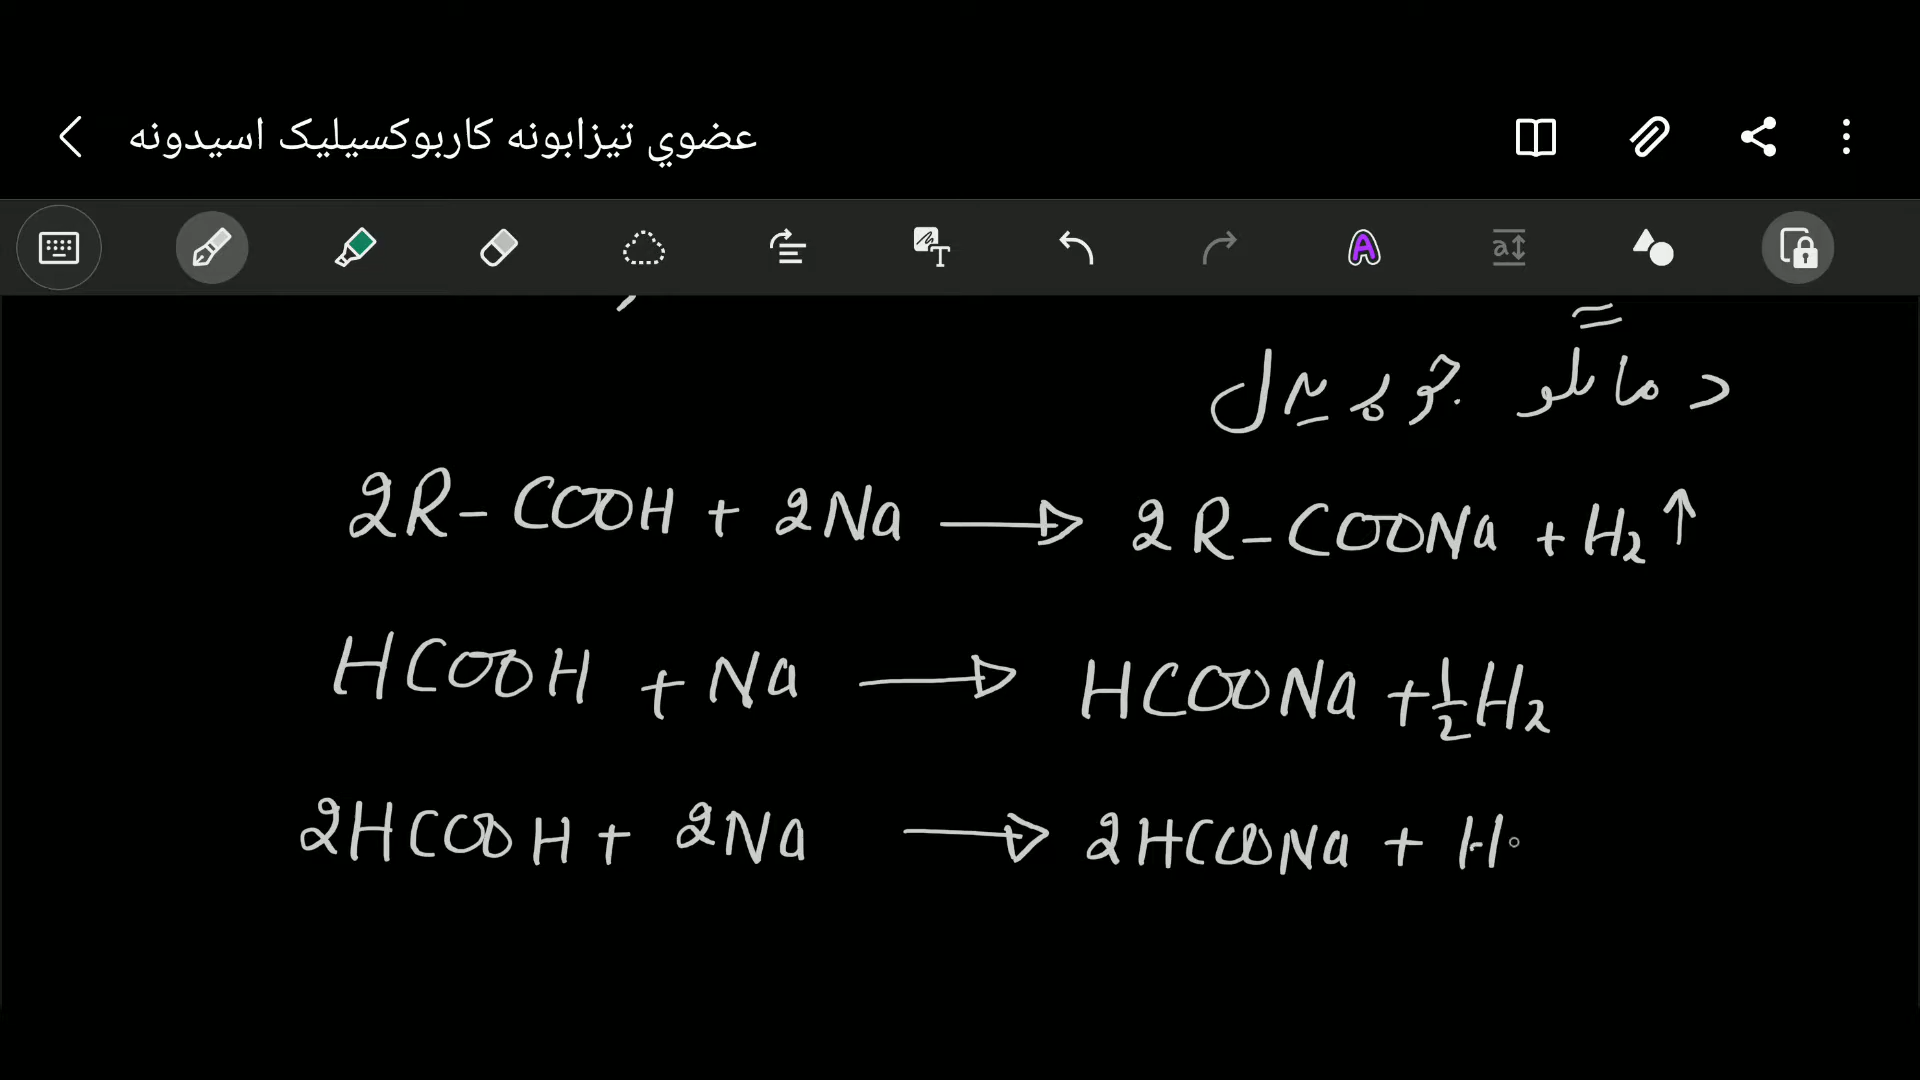 عضوي تیزابونه کاربوکسیلیک اسیدونه
د مالګو جوړیدل
2R-COOH + 2Na → 2R-COONa + H₂↑
HCOOH + Na → HCOONa + ½H₂
2HCOOH + 2Na → 2HCOONa + H